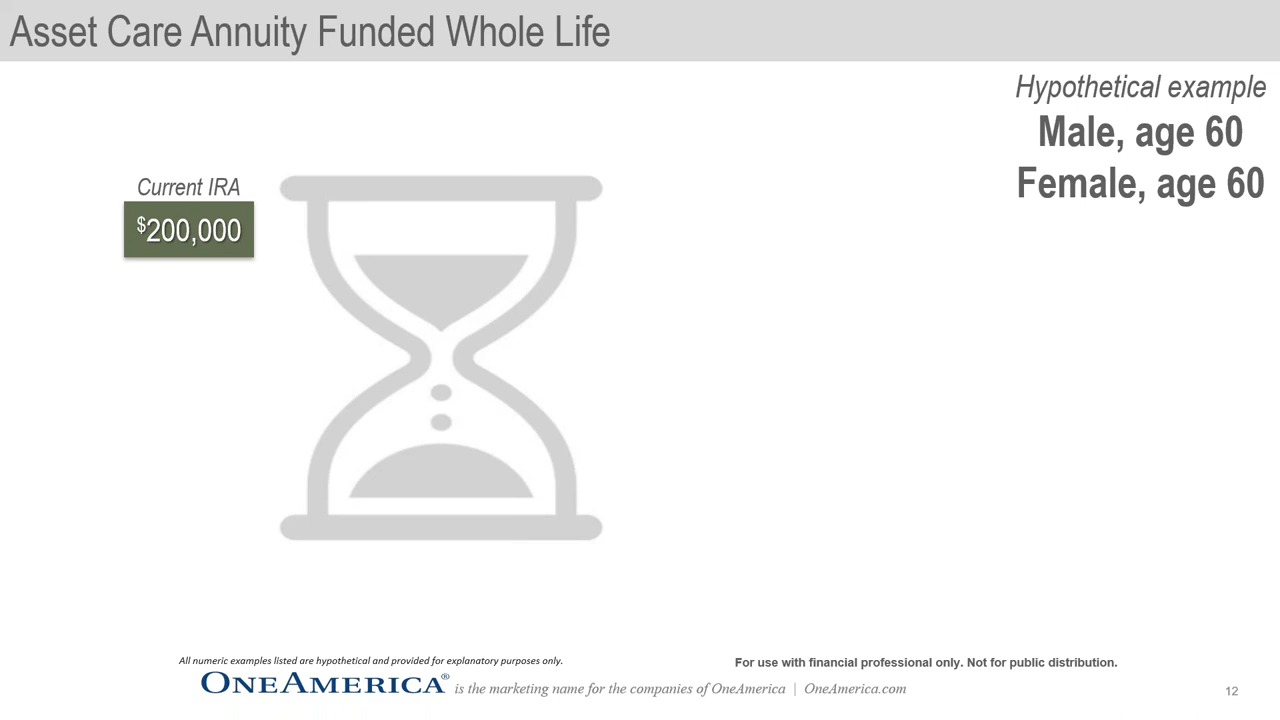 Asset Care Annuity Funded Whole Life
Hypothetical example
Male, age 60
Female, age 60
Current IRA
$200,000
All numeric examples listed are hypothetical and provided for explanatory purposes only.
For use with financial professional only. Not for public distribution.
ONEAMERICA® is the marketing name for the companies of OneAmerica | OneAmerica.com
12